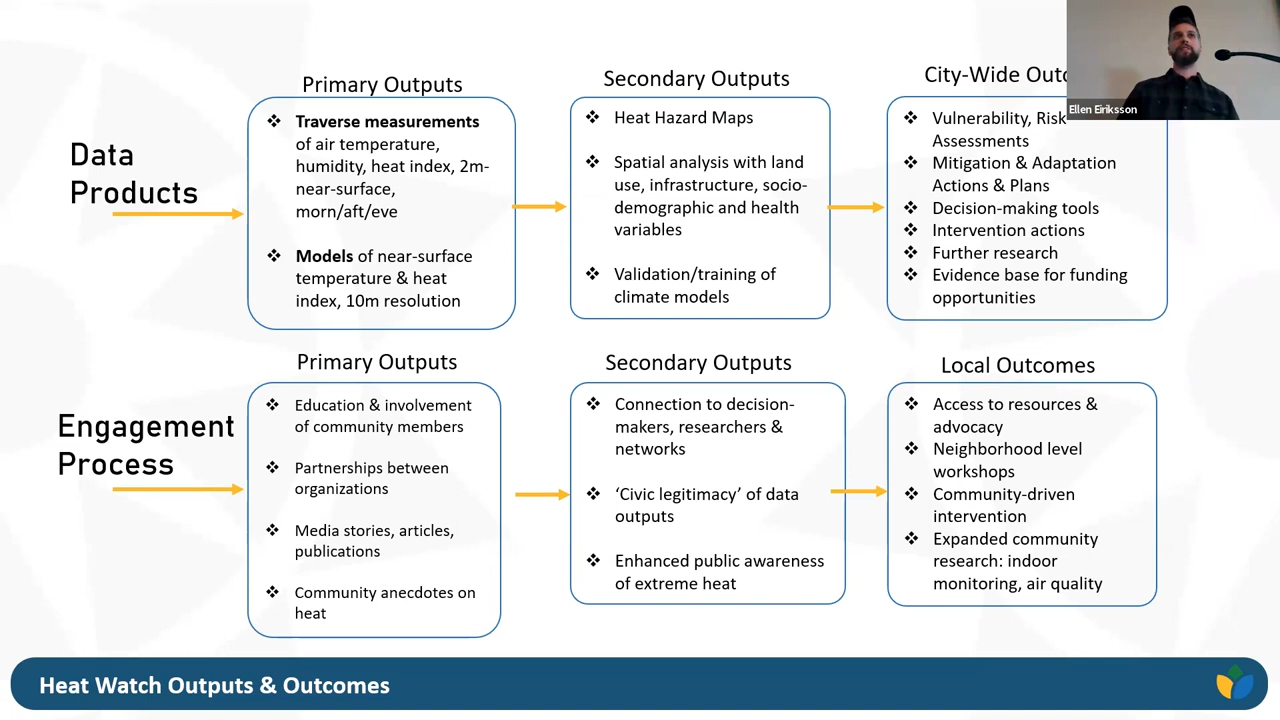 Primary Outputs
Secondary Outputs
City-Wide
Ellen Eiriksson
Data
Products
❖ Traverse measurements
of air temperature,
humidity, heat index, 2m-
near-surface,
morn/aft/eve
❖ Models of near-surface
temperature & heat
index, 10m resolution
❖ Heat Hazard Maps
❖ Spatial analysis with land
use, infrastructure, socio-
demographic and health
variables
❖ Validation/training of
climate models
❖ Vulnerability, Risk
Assessments
❖ Mitigation & Adaptation
Actions & Plans
❖ Decision-making tools
❖ Intervention actions
❖ Further research
❖ Evidence base for funding
opportunities
Primary Outputs
Secondary Outputs
Local Outcomes
Engagement
Process
❖ Education & involvement
of community members
❖ Partnerships between
organizations
❖ Media stories, articles,
publications
❖ Community anecdotes on
heat
❖ Connection to decision-
makers, researchers &
networks
❖ ‘Civic legitimacy’ of data
outputs
❖ Enhanced public awareness
of extreme heat
❖ Access to resources &
advocacy
❖ Neighborhood level
workshops
❖ Community-driven
intervention
❖ Expanded community
research: indoor
monitoring, air quality
Heat Watch Outputs & Outcomes